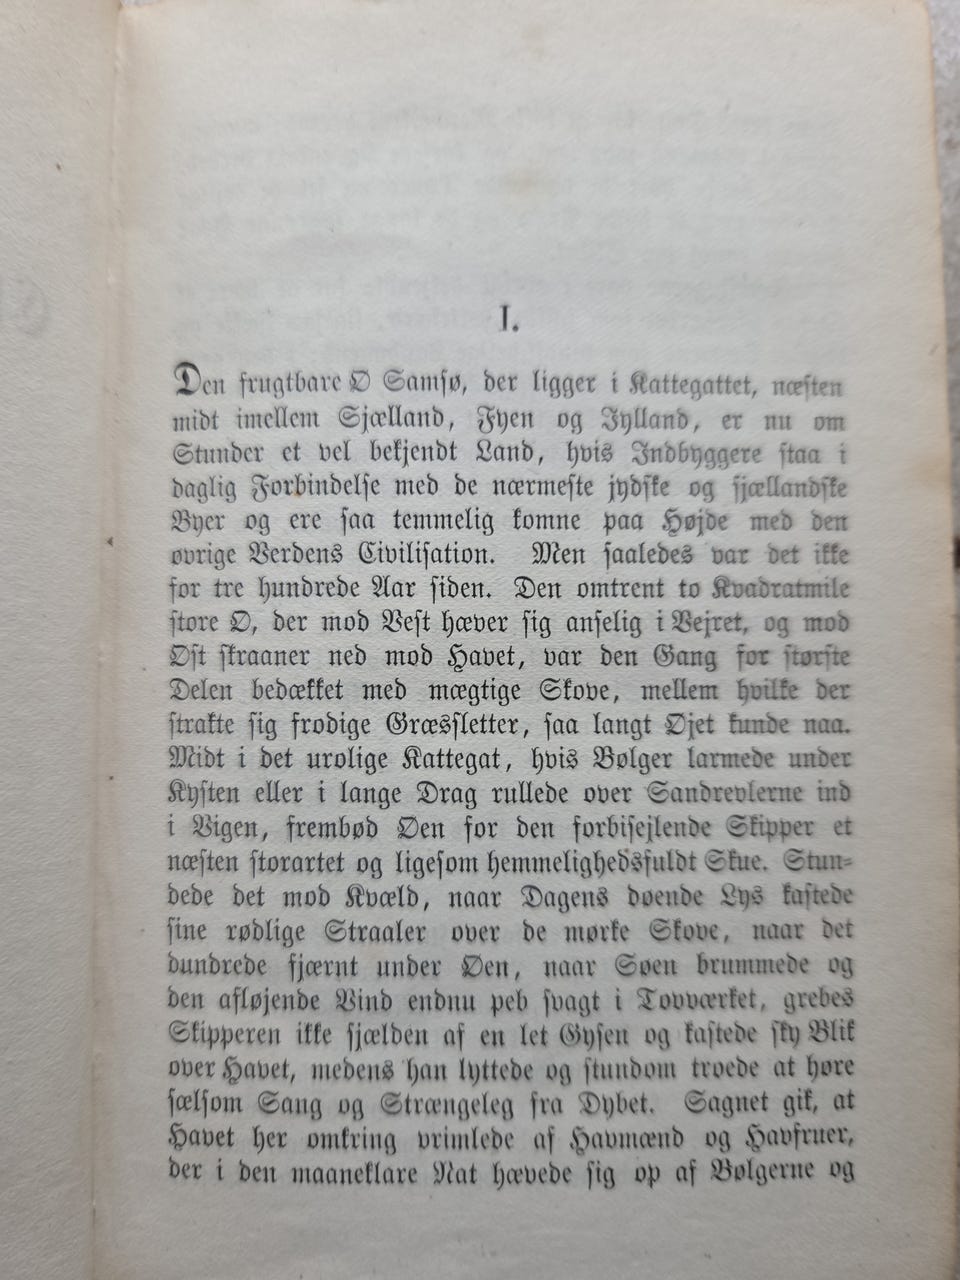 I.
Den frugtbare Ø Samsø, der ligger i Kattegattet, næsten
midt imellem Sjælland, Fyen og Jylland, er nu om
Stunder et vel bekjendt Land, hvis Indbyggere staa i
daglig Forbindelse med de nærmeste jydske og sjællandske
Byer og ere saa temmelig komne paa Højde med den
øvrige Verdens Civilisation. Men saaledes var det ikke
for tre hundrede Aar siden. Den omtrent to Kvadratmile
store Ø, der mod Vest hæver sig anselig i Vejret, og mod
Øst skraaner ned mod Havet, var den Gang for største
Delen bedækket med mægtige Skove, mellem hvilke der
strakte sig frodige Græssletter, saa langt Øjet kunde naa.
Midt i det urolige Kattegat, hvis Bølger larmede under
Kysten eller i lange Drag rullede over Sandrevlerne ind
i Vigen, frembød Øen for den forbisejlende Skipper et
næsten storartet og ligesom hemmelighedsfuldt Skue. Stun-
dede det mod Kvæld, naar Dagens døende Lys kastede
sine rødlige Straaler over de mørke Skove, naar det
dundrede fjærnt under Øen, naar Søen brummede og
den afløjende Vind endnu peb svagt i Tovværket, grebes
Skipperen ikke sjælden af en let Gysen og kastede sky Blik
over Havet, medens han lyttede og stundom troede at høre
sælsom Sang og Strængeleg fra Dybet. Sagnet gik, at
Havet her omkring vrimlede af Havmænd og Havfruer,
der i den maaneklare Nat hævede sig op af Bølgerne og